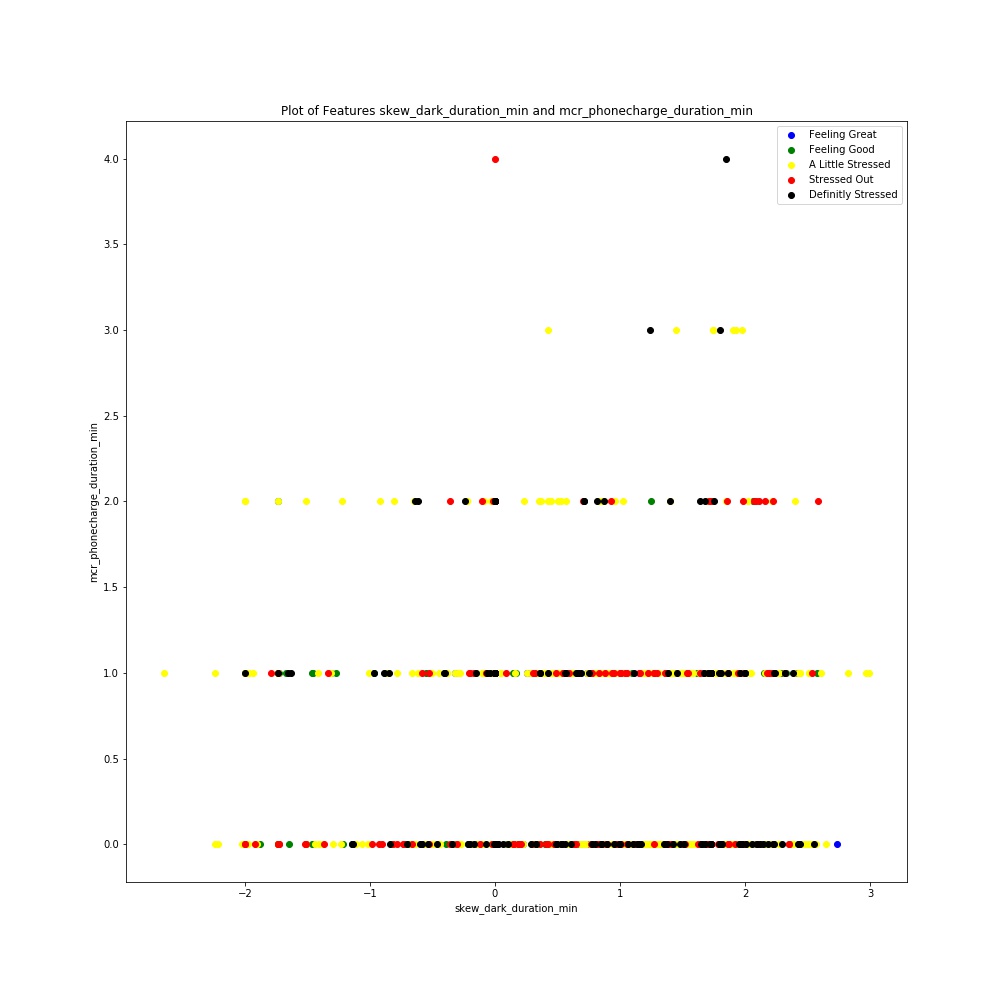 Plot of Features skew_dark_duration_min and mcr_phonecharge_duration_min
Feeling Great
Feeling Good
A Little Stressed
Stressed Out
Definitly Stressed
4.0
3.5
3.0
2.5
2.0
1.5
1.0
0.5
0.0
mcr_phonecharge_duration_min
−2
−1
0
1
2
3
skew_dark_duration_min